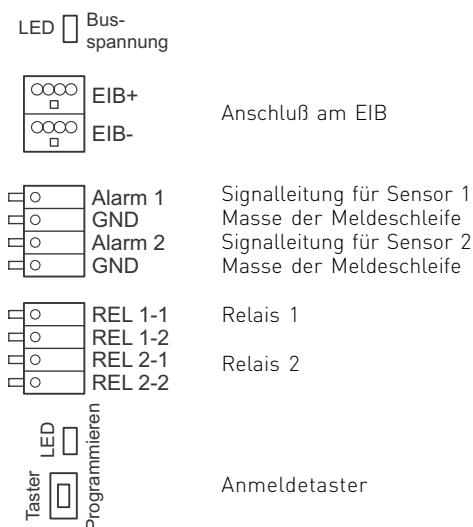 LED Bus-
spannung
EIB+
EIB-
Anschluß am EIB
Alarm 1 Signalleitung für Sensor 1
GND Masse der Meldeschleife
Alarm 2 Signalleitung für Sensor 2
GND Masse der Meldeschleife
REL 1-1 Relais 1
REL 1-2
REL 2-1 Relais 2
REL 2-2
LED
Programmieren
Taster
Anmeldetaster